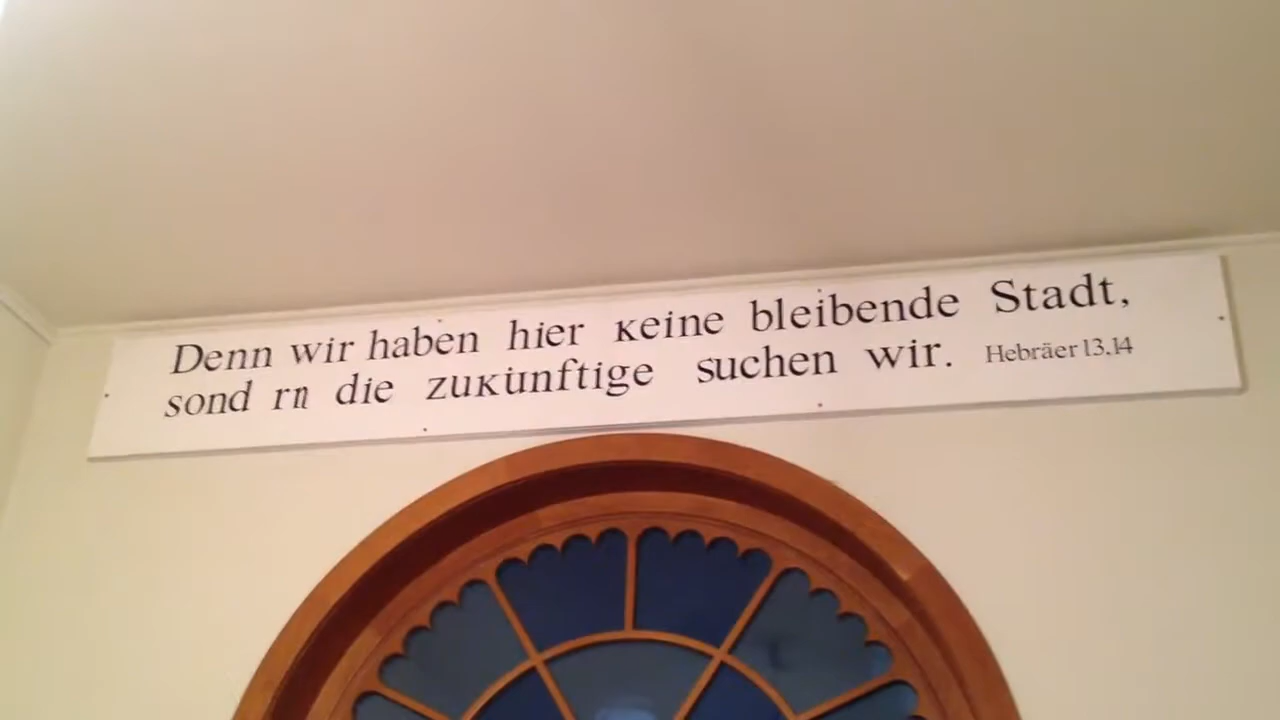 Denn wir haben hier keine bleibende Stadt,
sond rn die zukünftige suchen wir. Hebräer 13,14